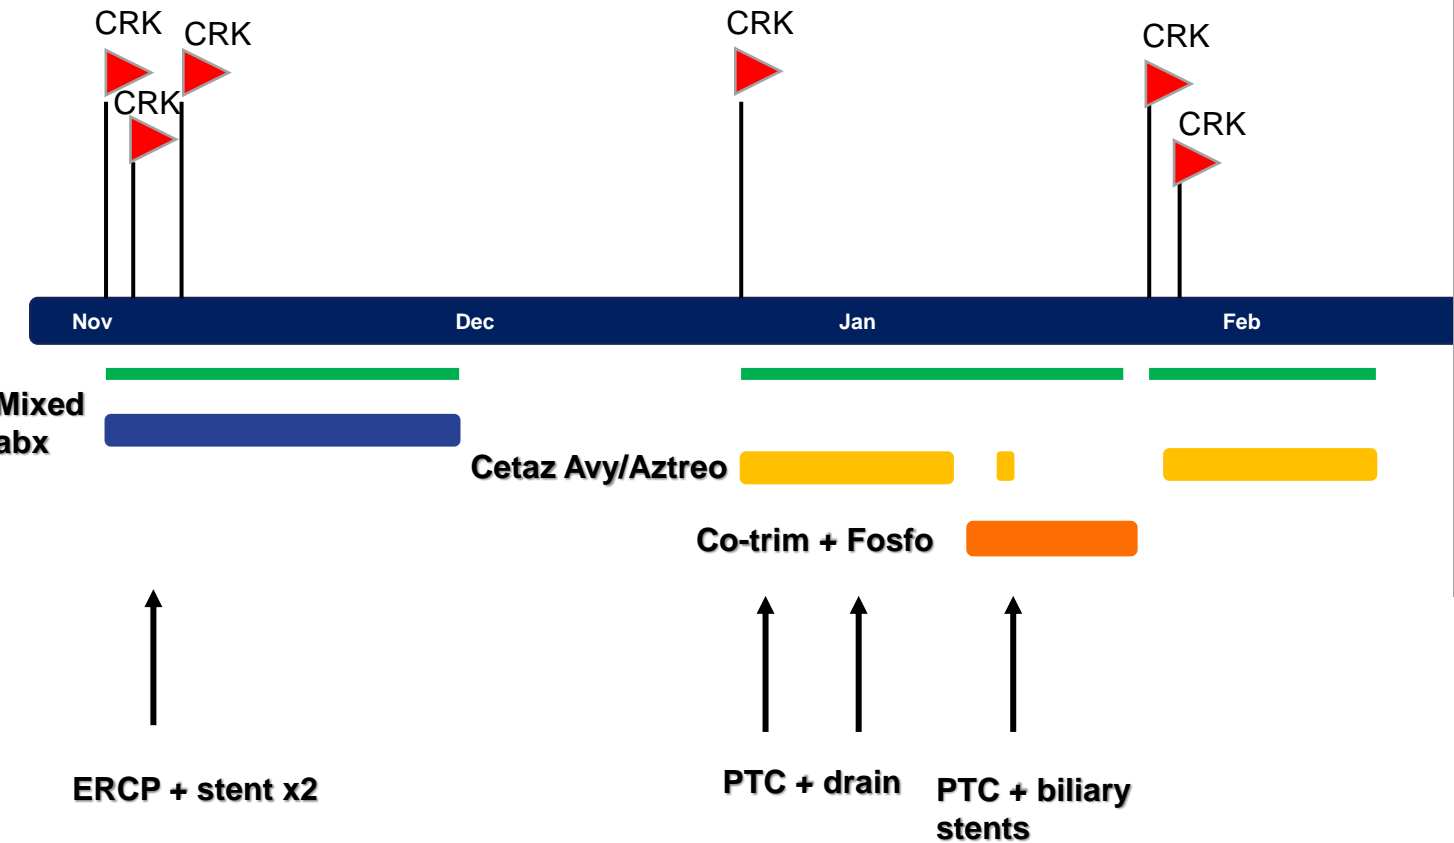 CRK
CRK
CRK
CRK
CRK
CRK
Nov
Dec
Jan
Feb
Mixed
abx
Cetaz Avy/Aztreo
Co-trim + Fosfo
ERCP + stent x2
PTC + drain
PTC + biliary
stents